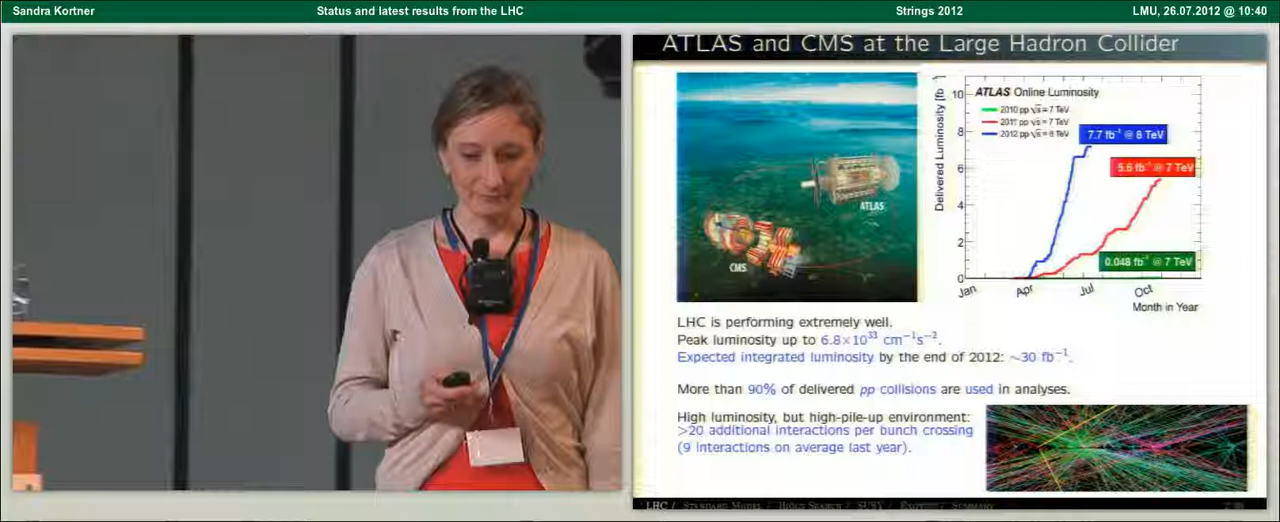 Sandra Kortner
Status and latest results from the LHC
Strings 2012
LMU, 26.07.2012 @ 10:40
ATLAS and CMS at the Large Hadron Collider
ATLAS
CMS
Delivered Luminosity [fb⁻¹]
10
8
6
4
2
0
ATLAS Online Luminosity
2010 pp √s = 7 TeV
2011 pp √s = 7 TeV
2012 pp √s = 8 TeV
7.7 fb⁻¹ @ 8 TeV
5.6 fb⁻¹ @ 7 TeV
0.048 fb⁻¹ @ 7 TeV
Jan
Apr
Jul
Oct
Month in Year
LHC is performing extremely well.
Peak luminosity up to 6.8×10³³ cm⁻¹s⁻².
Expected integrated luminosity by the end of 2012: ~30 fb⁻¹.
More than 90% of delivered pp collisions are used in analyses.
High luminosity, but high-pile-up environment:
>20 additional interactions per bunch crossing
(9 interactions on average last year).
LHC / Standard Model / Higgs Search / SUSY / Exotics / Summary